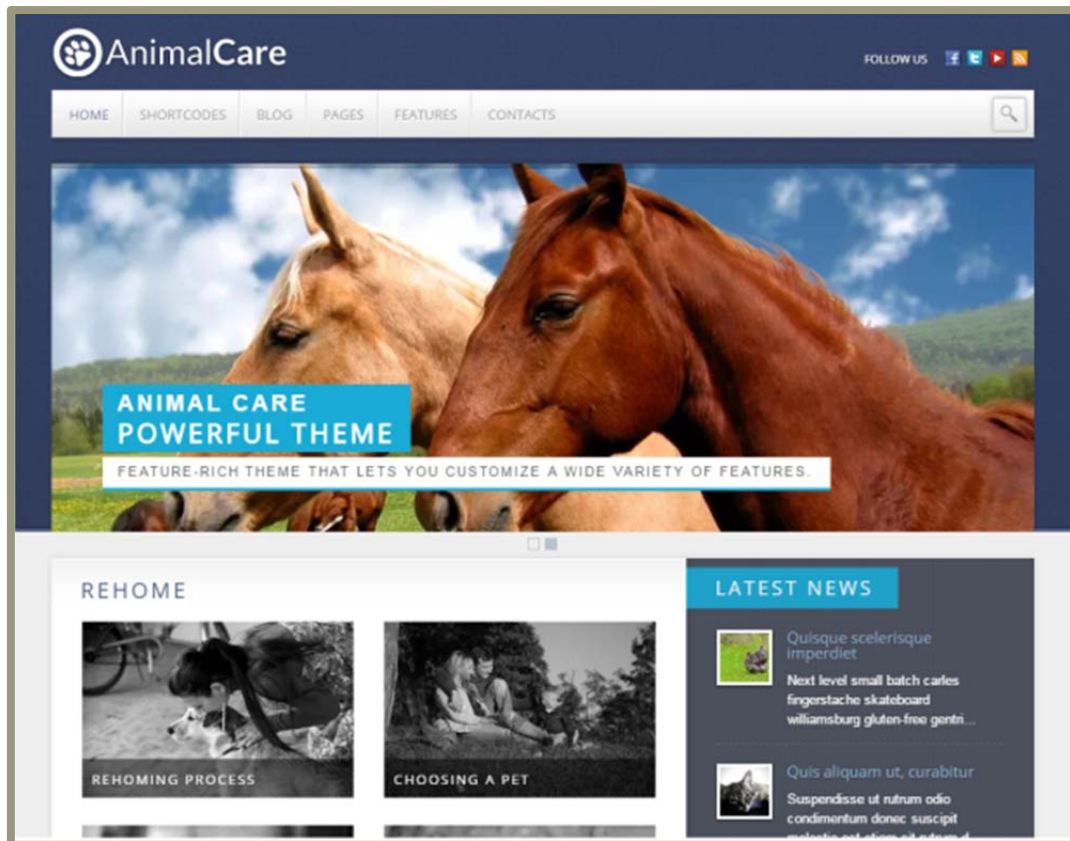 AnimalCare
FOLLOW US
HOME SHORTCODES BLOG PAGES FEATURES CONTACTS
ANIMAL CARE
POWERFUL THEME
FEATURE-RICH THEME THAT LETS YOU CUSTOMIZE A WIDE VARIETY OF FEATURES.
REHOME
REHOMING PROCESS
CHOOSING A PET
LATEST NEWS
Quisque scelerisque
imperdiet
Next level small batch carles
fingerstache skateboard
williamsburg gluten-free gentri...
Quis aliquam ut, curabitur
Suspendisse ut rutrum odio
condimentum donec suscipit